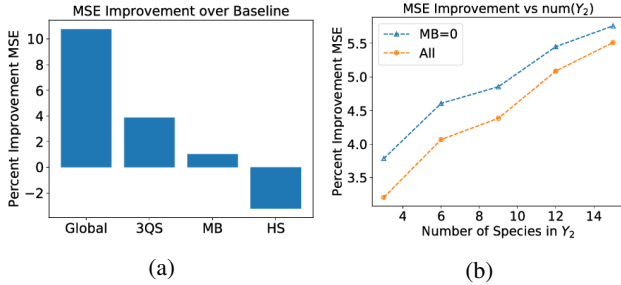 MSE Improvement over Baseline
Percent Improvement MSE
10
8
6
4
2
0
−2
Global 3QS MB HS
(a)
MSE Improvement vs num(Y₂)
Percent Improvement MSE
MB=0
All
5.5
5.0
4.5
4.0
3.5
4 6 8 10 12 14
Number of Species in Y₂
(b)